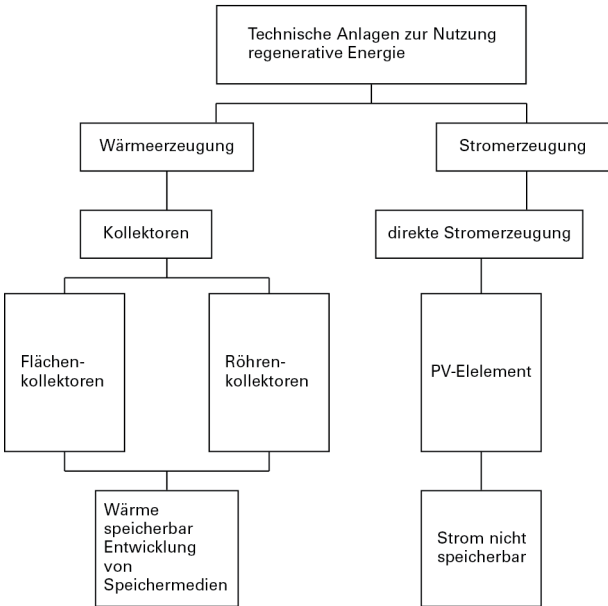 Technische Anlagen zur Nutzung
regenerative Energie
Wärmeerzeugung
Stromerzeugung
Kollektoren
direkte Stromerzeugung
Flächen-
kollektoren
Röhren-
kollektoren
PV-Elelement
Wärme
speicherbar
Entwicklung
von
Speichermedien
Strom nicht
speicherbar